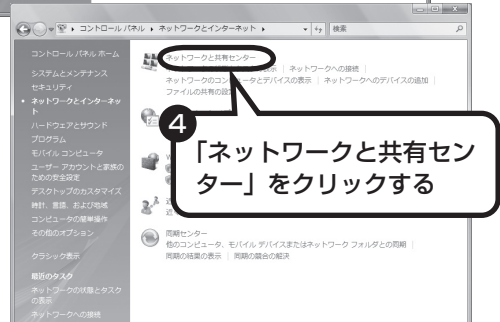 コントロール パネル ▸ ネットワークとインターネット ▸
検索
コントロール パネル ホーム
システムとメンテナンス
セキュリティ
ネットワークとインターネッ
ト
ハードウェアとサウンド
プログラム
モバイル コンピュータ
ユーザー アカウントと家族の
ための安全設定
デスクトップのカスタマイズ
時計、言語、および地域
コンピュータの簡単操作
その他のオプション
クラシック表示
最近のタスク
ネットワークの状態とタスク
の表示
ネットワークへの接続
ネットワークと共有センター
表示 | ネットワークへの接続
ネットワークのコンピュータとデバイスの表示 | ネットワークへのデバイスの追加
ファイルの共有の設
4
「ネットワークと共有セン
ター」をクリックする
同期センター
他のコンピュータ、モバイル デバイスまたはネットワーク フォルダとの同期
同期の結果の表示 | 同期の競合の解決